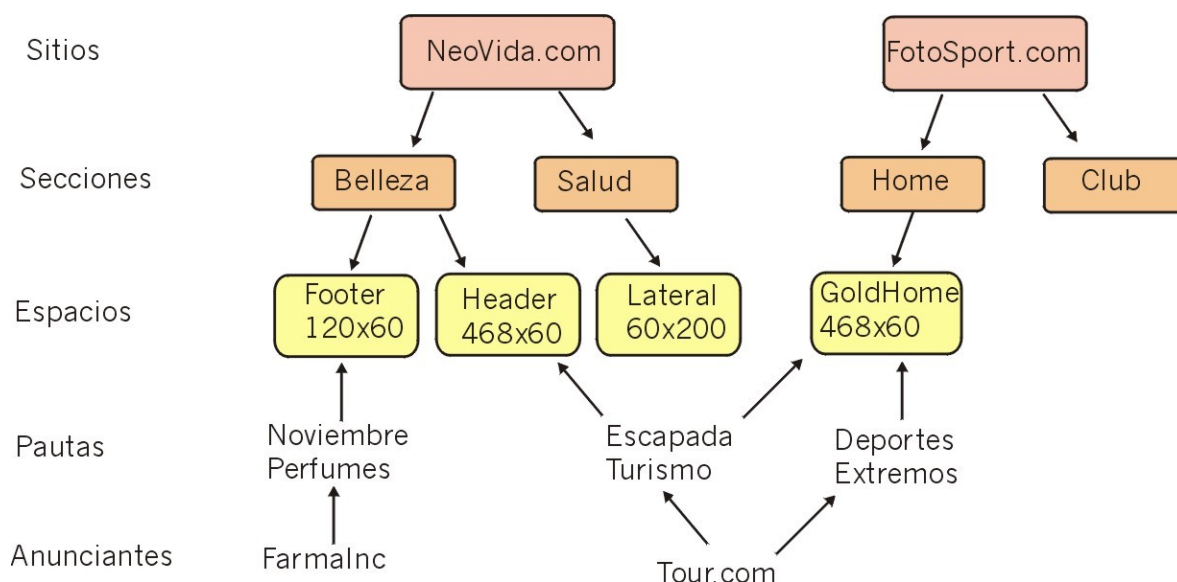 Sitios
NeoVida.com
FotoSport.com
Secciones
Belleza
Salud
Home
Club
Espacios
Footer
120x60
Header
468x60
Lateral
60x200
GoldHome
468x60
Pautas
Noviembre
Perfumes
Escapada
Turismo
Deportes
Extremos
Anunciantes
FarmaInc
Tour.com